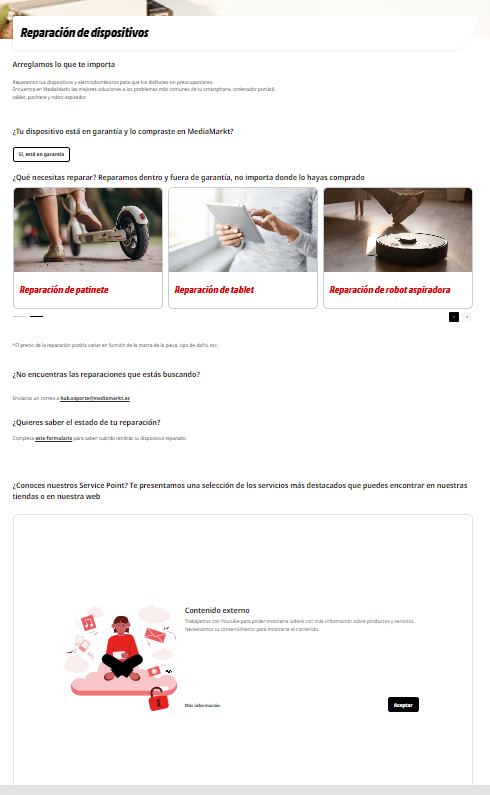 Reparación de dispositivos
Arreglamos lo que te importa
Reparamos tus dispositivos y electrodomésticos para que los disfrutes sin preocupaciones.
Encuentra en MediaMarkt las mejores soluciones a los problemas más comunes de tu smartphone, ordenador portátil,
tablet, patinete y robot aspirador.
¿Tu dispositivo está en garantía y lo compraste en MediaMarkt?
Sí, está en garantía
¿Qué necesitas reparar? Reparamos dentro y fuera de garantía, no importa donde lo hayas comprado
Reparación de patinete
Reparación de tablet
Reparación de robot aspiradora
*El precio de la reparación podría variar en función de la marca de la pieza, tipo de daño, etc.
¿No encuentras las reparaciones que estás buscando?
Envíanos un correo a hub.soporte@mediamarkt.es
¿Quieres saber el estado de tu reparación?
Completa este formulario para saber cuándo tendrás tu dispositivo reparado.
¿Conoces nuestros Service Point? Te presentamos una selección de los servicios más destacados que puedes encontrar en nuestras
tiendas o en nuestra web
Contenido externo
Trabajamos con Youtube para poder mostrarte vídeos con más información sobre productos y servicios.
Necesitamos su consentimiento para mostrarte el contenido.
Más información
Aceptar